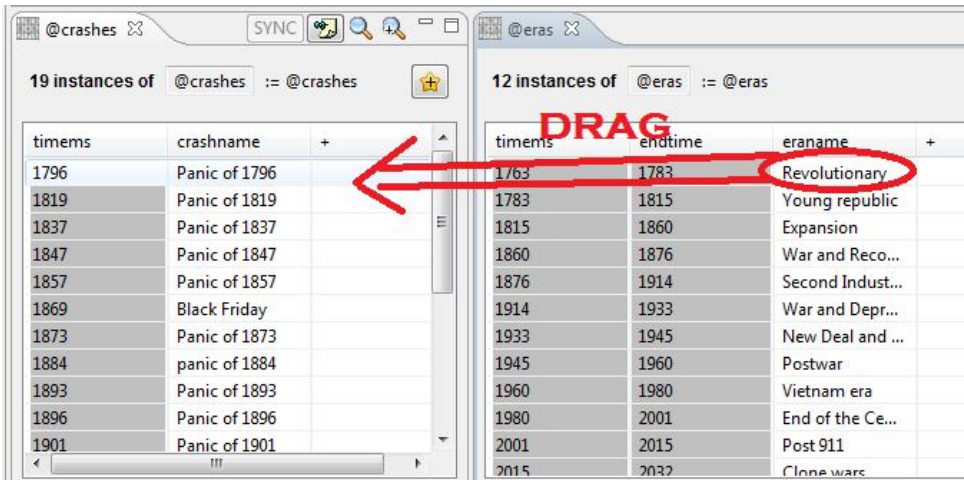 @crashes SYNC @eras
19 instances of @crashes := @crashes 12 instances of @eras := @eras
DRAG
timems crashname + timems endtime eraname +
1796 Panic of 1796 1763 1783 Revolutionary
1819 Panic of 1819 1783 1815 Young republic
1837 Panic of 1837 1815 1860 Expansion
1847 Panic of 1847 1860 1876 War and Reco...
1857 Panic of 1857 1876 1914 Second Indust...
1869 Black Friday 1914 1933 War and Depr...
1873 Panic of 1873 1933 1945 New Deal and ...
1884 panic of 1884 1945 1960 Postwar
1893 Panic of 1893 1960 1980 Vietnam era
1896 Panic of 1896 1980 2001 End of the Ce...
1901 Panic of 1901 2001 2015 Post 911
2015 2032 Clone wars